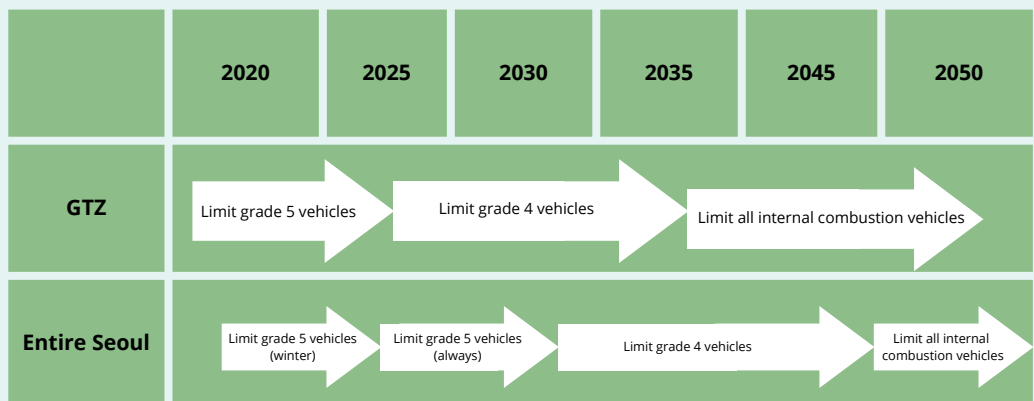 2020 2025 2030 2035 2045 2050
GTZ
Limit grade 5 vehicles
Limit grade 4 vehicles
Limit all internal combustion vehicles
Entire Seoul
Limit grade 5 vehicles
(winter)
Limit grade 5 vehicles
(always)
Limit grade 4 vehicles
Limit all internal
combustion vehicles